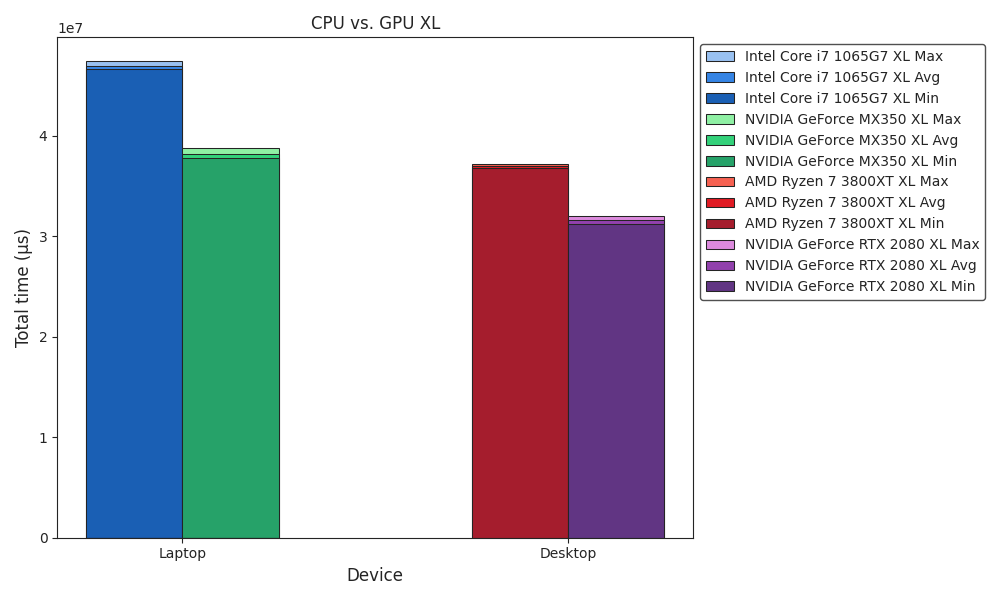 CPU vs. GPU XL
1e7
4
3
2
1
0
Total time (µs)
Laptop
Desktop
Device
Intel Core i7 1065G7 XL Max
Intel Core i7 1065G7 XL Avg
Intel Core i7 1065G7 XL Min
NVIDIA GeForce MX350 XL Max
NVIDIA GeForce MX350 XL Avg
NVIDIA GeForce MX350 XL Min
AMD Ryzen 7 3800XT XL Max
AMD Ryzen 7 3800XT XL Avg
AMD Ryzen 7 3800XT XL Min
NVIDIA GeForce RTX 2080 XL Max
NVIDIA GeForce RTX 2080 XL Avg
NVIDIA GeForce RTX 2080 XL Min